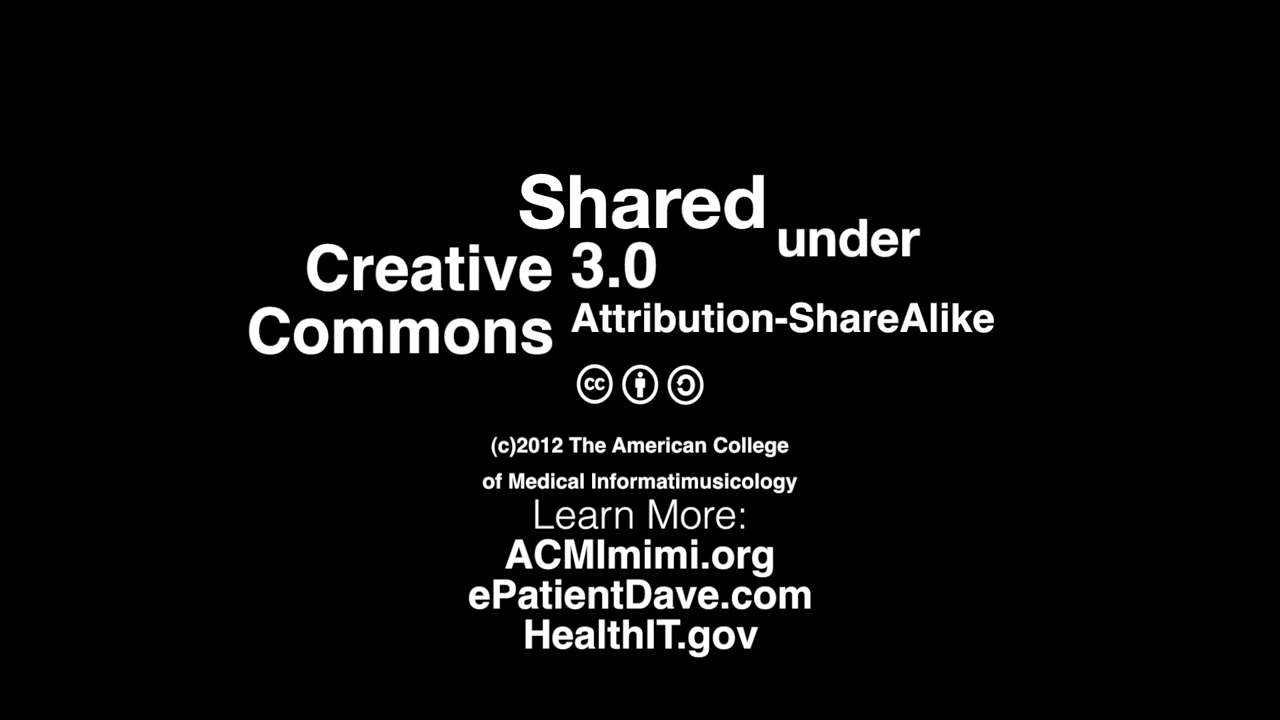 Shared
under
Creative 3.0
Commons Attribution-ShareAlike
cc
(c)2012 The American College
of Medical Informatimusicology
Learn More:
ACMImimi.org
ePatientDave.com
HealthIT.gov